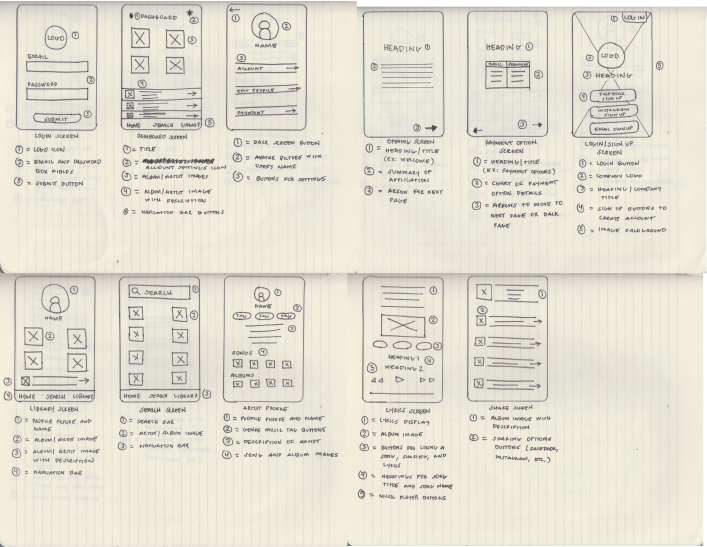 LOGO
①
EMAIL
②
PASSWORD
SUBMIT
③
LOGIN SCREEN
① = LOGO ICON
② = EMAIL AND PASSWORD
BOX FIELDS
③ = SUBMIT BUTTON
① DASHBOARD
②
③
④
HOME SEARCH LIBRARY
⑤
DASHBOARD SCREEN
① = TITLE
② =
ACCOUNT SETTINGS ICON
③ = ALBUM/ARTIST IMAGES
④ = ALBUM/ARTIST IMAGE
WITH DESCRIPTION
⑤ = NAVIGATION BAR BUTTONS
①
②
NAME
③
ACCOUNT
EDIT PROFILE
PAYMENT
① = BACK SCREEN BUTTON
② = AVATAR PICTURE WITH
USER'S NAME
③ = BUTTONS FOR SETTINGS
HEADING ①
②
③
OPENING SCREEN
① = HEADING/TITLE
(EX: WELCOME)
② = SUMMARY OF
APPLICATION
③ = ARROW FOR NEXT
PAGE
HEADING ①
BASIC PREMIUM
②
③
PAYMENT OPTION
SCREEN
① = HEADING/TITLE
(EX: PAYMENT OPTIONS)
② = CHART OF PAYMENT
OPTION DETAILS
③ = ARROWS TO MOVE TO
NEXT PAGE OR BACK
PAGE
① LOG IN
② LOGO
③ HEADING
④
⑤
FACEBOOK
SIGN UP
INSTAGRAM
SIGN UP
EMAIL SIGNUP
LOGIN/SIGN UP
SCREEN
① = LOGIN BUTTON
② = COMPANY LOGO
③ = HEADING/COMPANY
TITLE
④ = SIGN UP BUTTONS TO
CREATE ACCOUNT
⑤ = IMAGE BACKGROUND
①
NAME
②
③
④ HOME SEARCH LIBRARY
LIBRARY SCREEN
① = PROFILE PICTURE AND
NAME
② = ALBUM/ARTIST IMAGE
③ = ALBUM/ARTIST IMAGE
WITH DESCRIPTION
④ = NAVIGATION BAR
SEARCH ①
②
HOME SEARCH LIBRARY ③
SEARCH SCREEN
① = SEARCH BAR
② = ARTIST/ALBUM IMAGE
③ = NAVIGATION BAR
①
NAME
TAG TAG TAG ②
③
SONGS ④
ALBUMS
ARTIST PROFILE
① = PROFILE PICTURE AND NAME
② = GENRE MUSIC TAG BUTTONS
③ = DESCRIPTION OF ARTIST
④ = SONG AND ALBUM IMAGES
①
②
③
HEADING 1 ④
⑤ HEADING 2
LYRICS SCREEN
① = LYRICS DISPLAY
② = ALBUM IMAGE
③ = BUTTONS FOR LIKING A
SONG, SHARING, AND
LYRICS
④ = HEADINGS FOR SONG
TITLE AND SONG NAME
⑤ = MUSIC PLAYER BUTTONS
①
②
SHARE SCREEN
① = ALBUM IMAGE WITH
DESCRIPTION
② = SHARING OPTIONS
BUTTONS (FACEBOOK,
INSTAGRAM, ETC.)